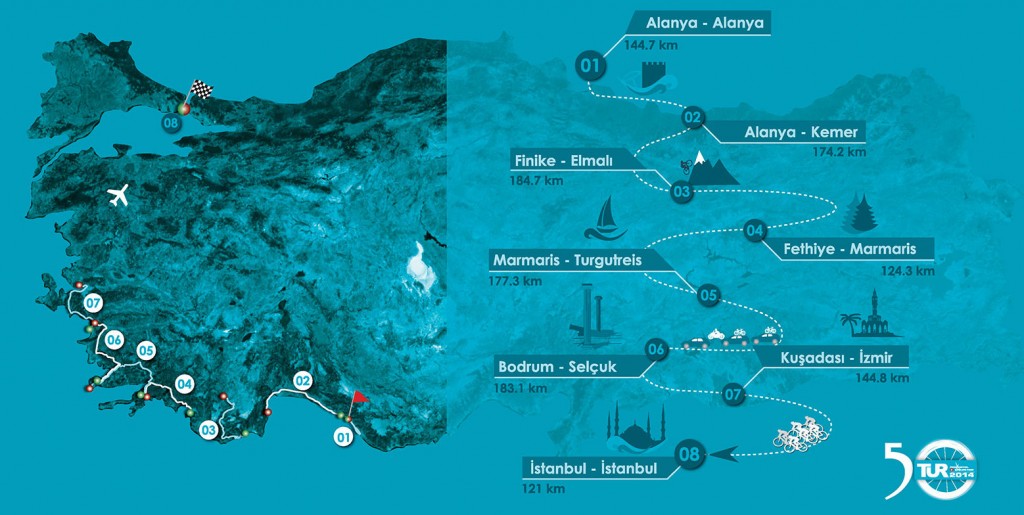 Alanya - Alanya
144.7 km
01
02
Alanya - Kemer
174.2 km
Finike - Elmalı
184.7 km
03
04
Fethiye - Marmaris
124.3 km
Marmaris - Turgutreis
177.3 km
05
06
Bodrum - Selçuk
183.1 km
Kuşadası - İzmir
144.8 km
07
08
İstanbul - İstanbul
121 km
08
07
06
05
04
03
02
01
50
TUR
2014